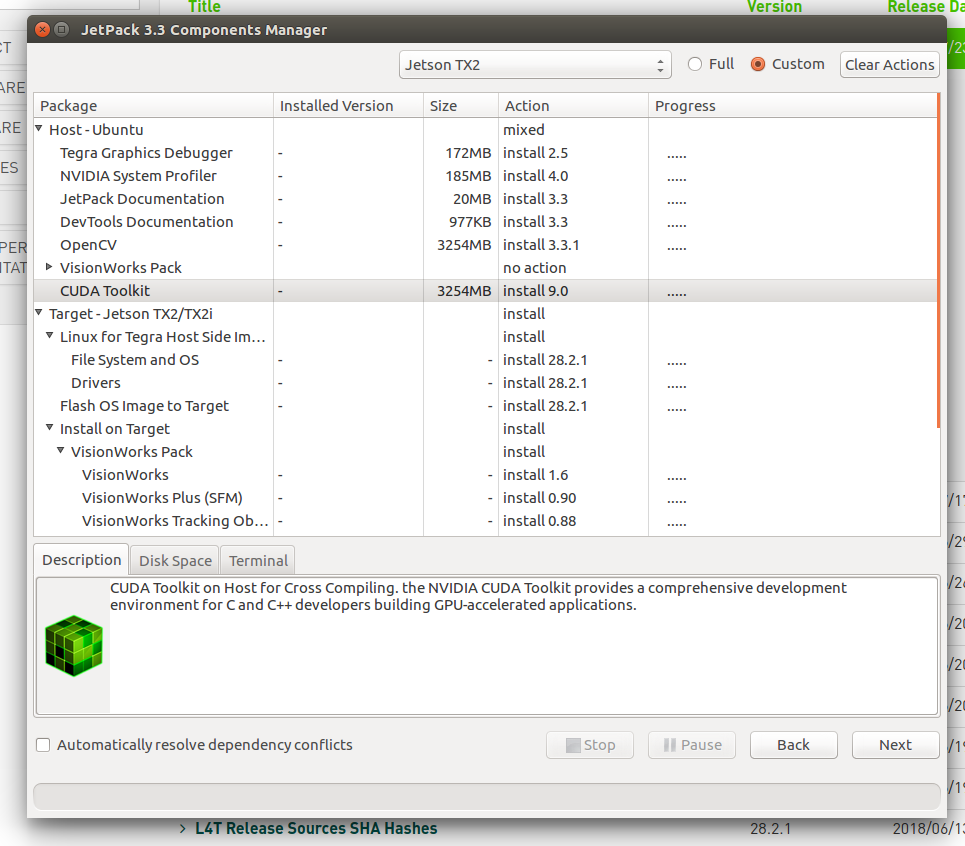 Title Version Release Da
JetPack 3.3 Components Manager
CT
/23
Jetson TX2 Full Custom Clear Actions
ARE
Package Installed Version Size Action Progress
Host - Ubuntu mixed
ARE
Tegra Graphics Debugger - 172MB install 2.5 .....
ES
NVIDIA System Profiler - 185MB install 4.0 .....
JetPack Documentation - 20MB install 3.3 .....
DevTools Documentation - 977KB install 3.3 .....
PER
OpenCV - 3254MB install 3.3.1 .....
TAT
VisionWorks Pack no action
CUDA Toolkit - 3254MB install 9.0 .....
Target - Jetson TX2/TX2i install
Linux for Tegra Host Side Im... install
File System and OS - - install 28.2.1 .....
Drivers - - install 28.2.1 .....
Flash OS Image to Target - - install 28.2.1 .....
Install on Target install
VisionWorks Pack install
VisionWorks - - install 1.6 .....
VisionWorks Plus (SFM) - - install 0.90 .....
VisionWorks Tracking Ob... - - install 0.88 .....
Description Disk Space Terminal
CUDA Toolkit on Host for Cross Compiling. the NVIDIA CUDA Toolkit provides a comprehensive development
environment for C and C++ developers building GPU-accelerated applications.
Automatically resolve dependency conflicts Stop Pause Back Next
> L4T Release Sources SHA Hashes 28.2.1 2018/06/13